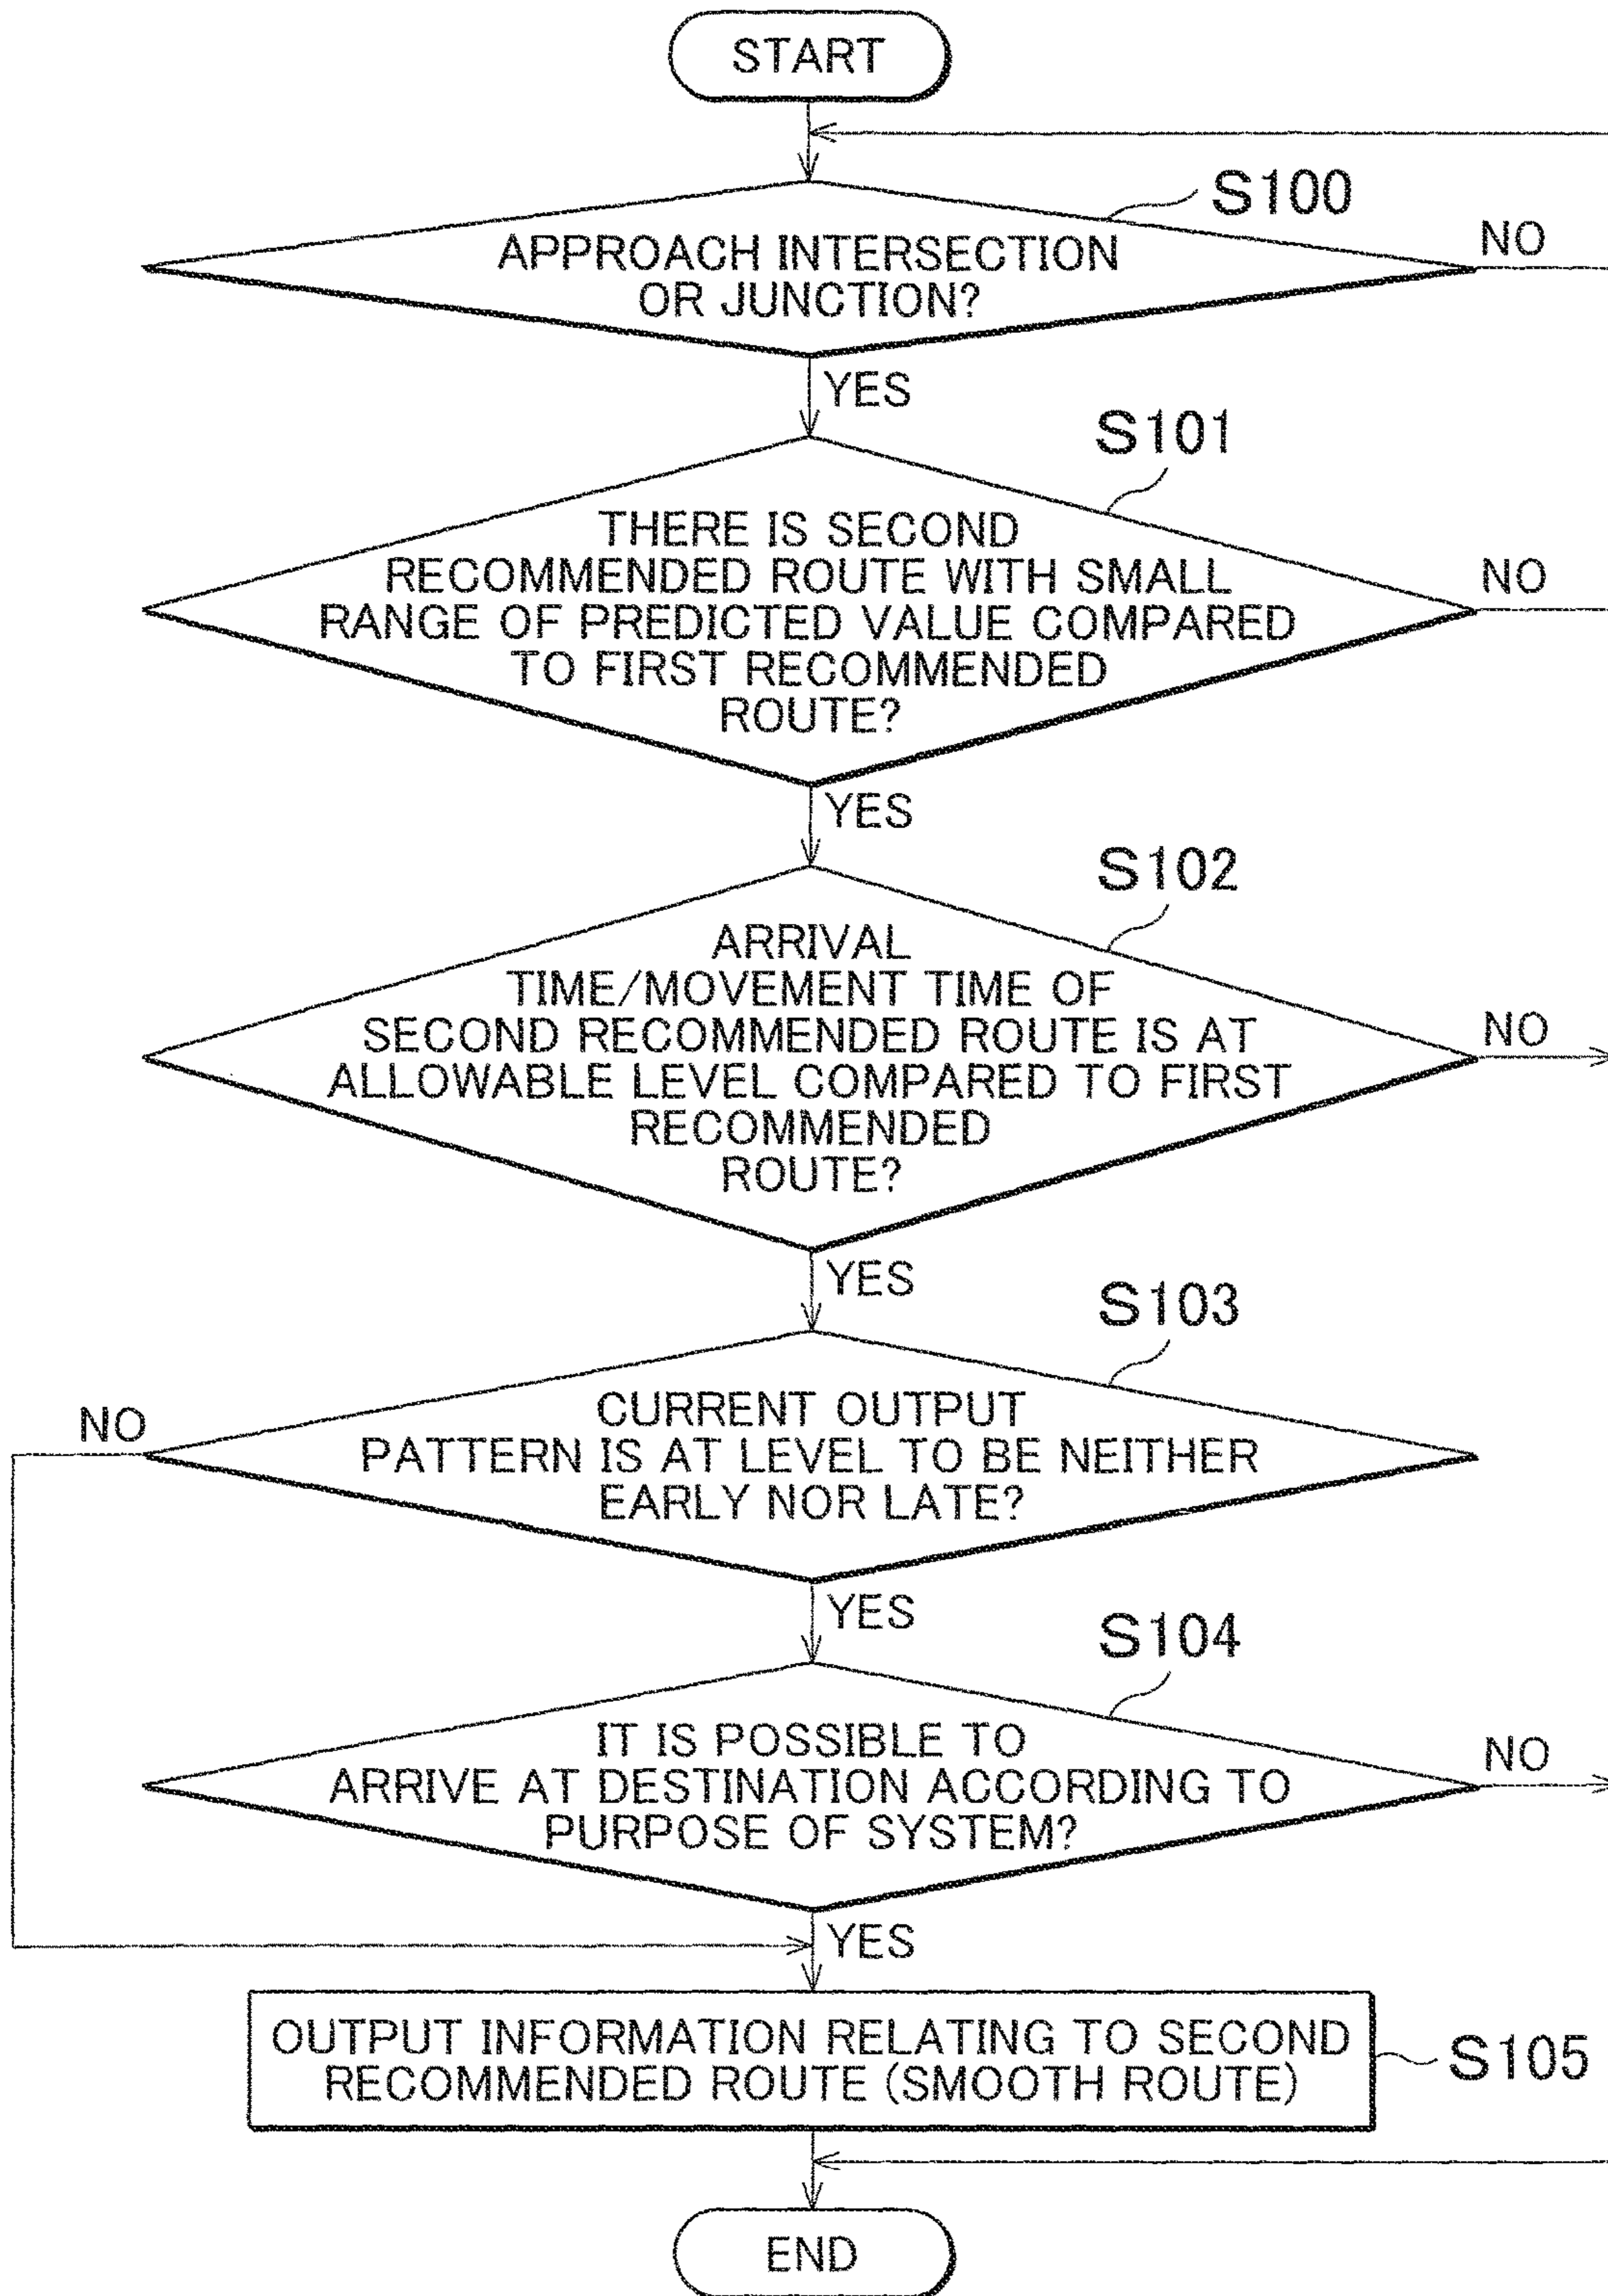 START
S100
APPROACH INTERSECTION
OR JUNCTION?
NO
YES
S101
THERE IS SECOND
RECOMMENDED ROUTE WITH SMALL
RANGE OF PREDICTED VALUE COMPARED
TO FIRST RECOMMENDED
ROUTE?
NO
YES
S102
ARRIVAL
TIME/MOVEMENT TIME OF
SECOND RECOMMENDED ROUTE IS AT
ALLOWABLE LEVEL COMPARED TO FIRST
RECOMMENDED
ROUTE?
NO
YES
S103
CURRENT OUTPUT
PATTERN IS AT LEVEL TO BE NEITHER
EARLY NOR LATE?
NO
YES
S104
IT IS POSSIBLE TO
ARRIVE AT DESTINATION ACCORDING TO
PURPOSE OF SYSTEM?
NO
YES
OUTPUT INFORMATION RELATING TO SECOND
RECOMMENDED ROUTE (SMOOTH ROUTE)
S105
END